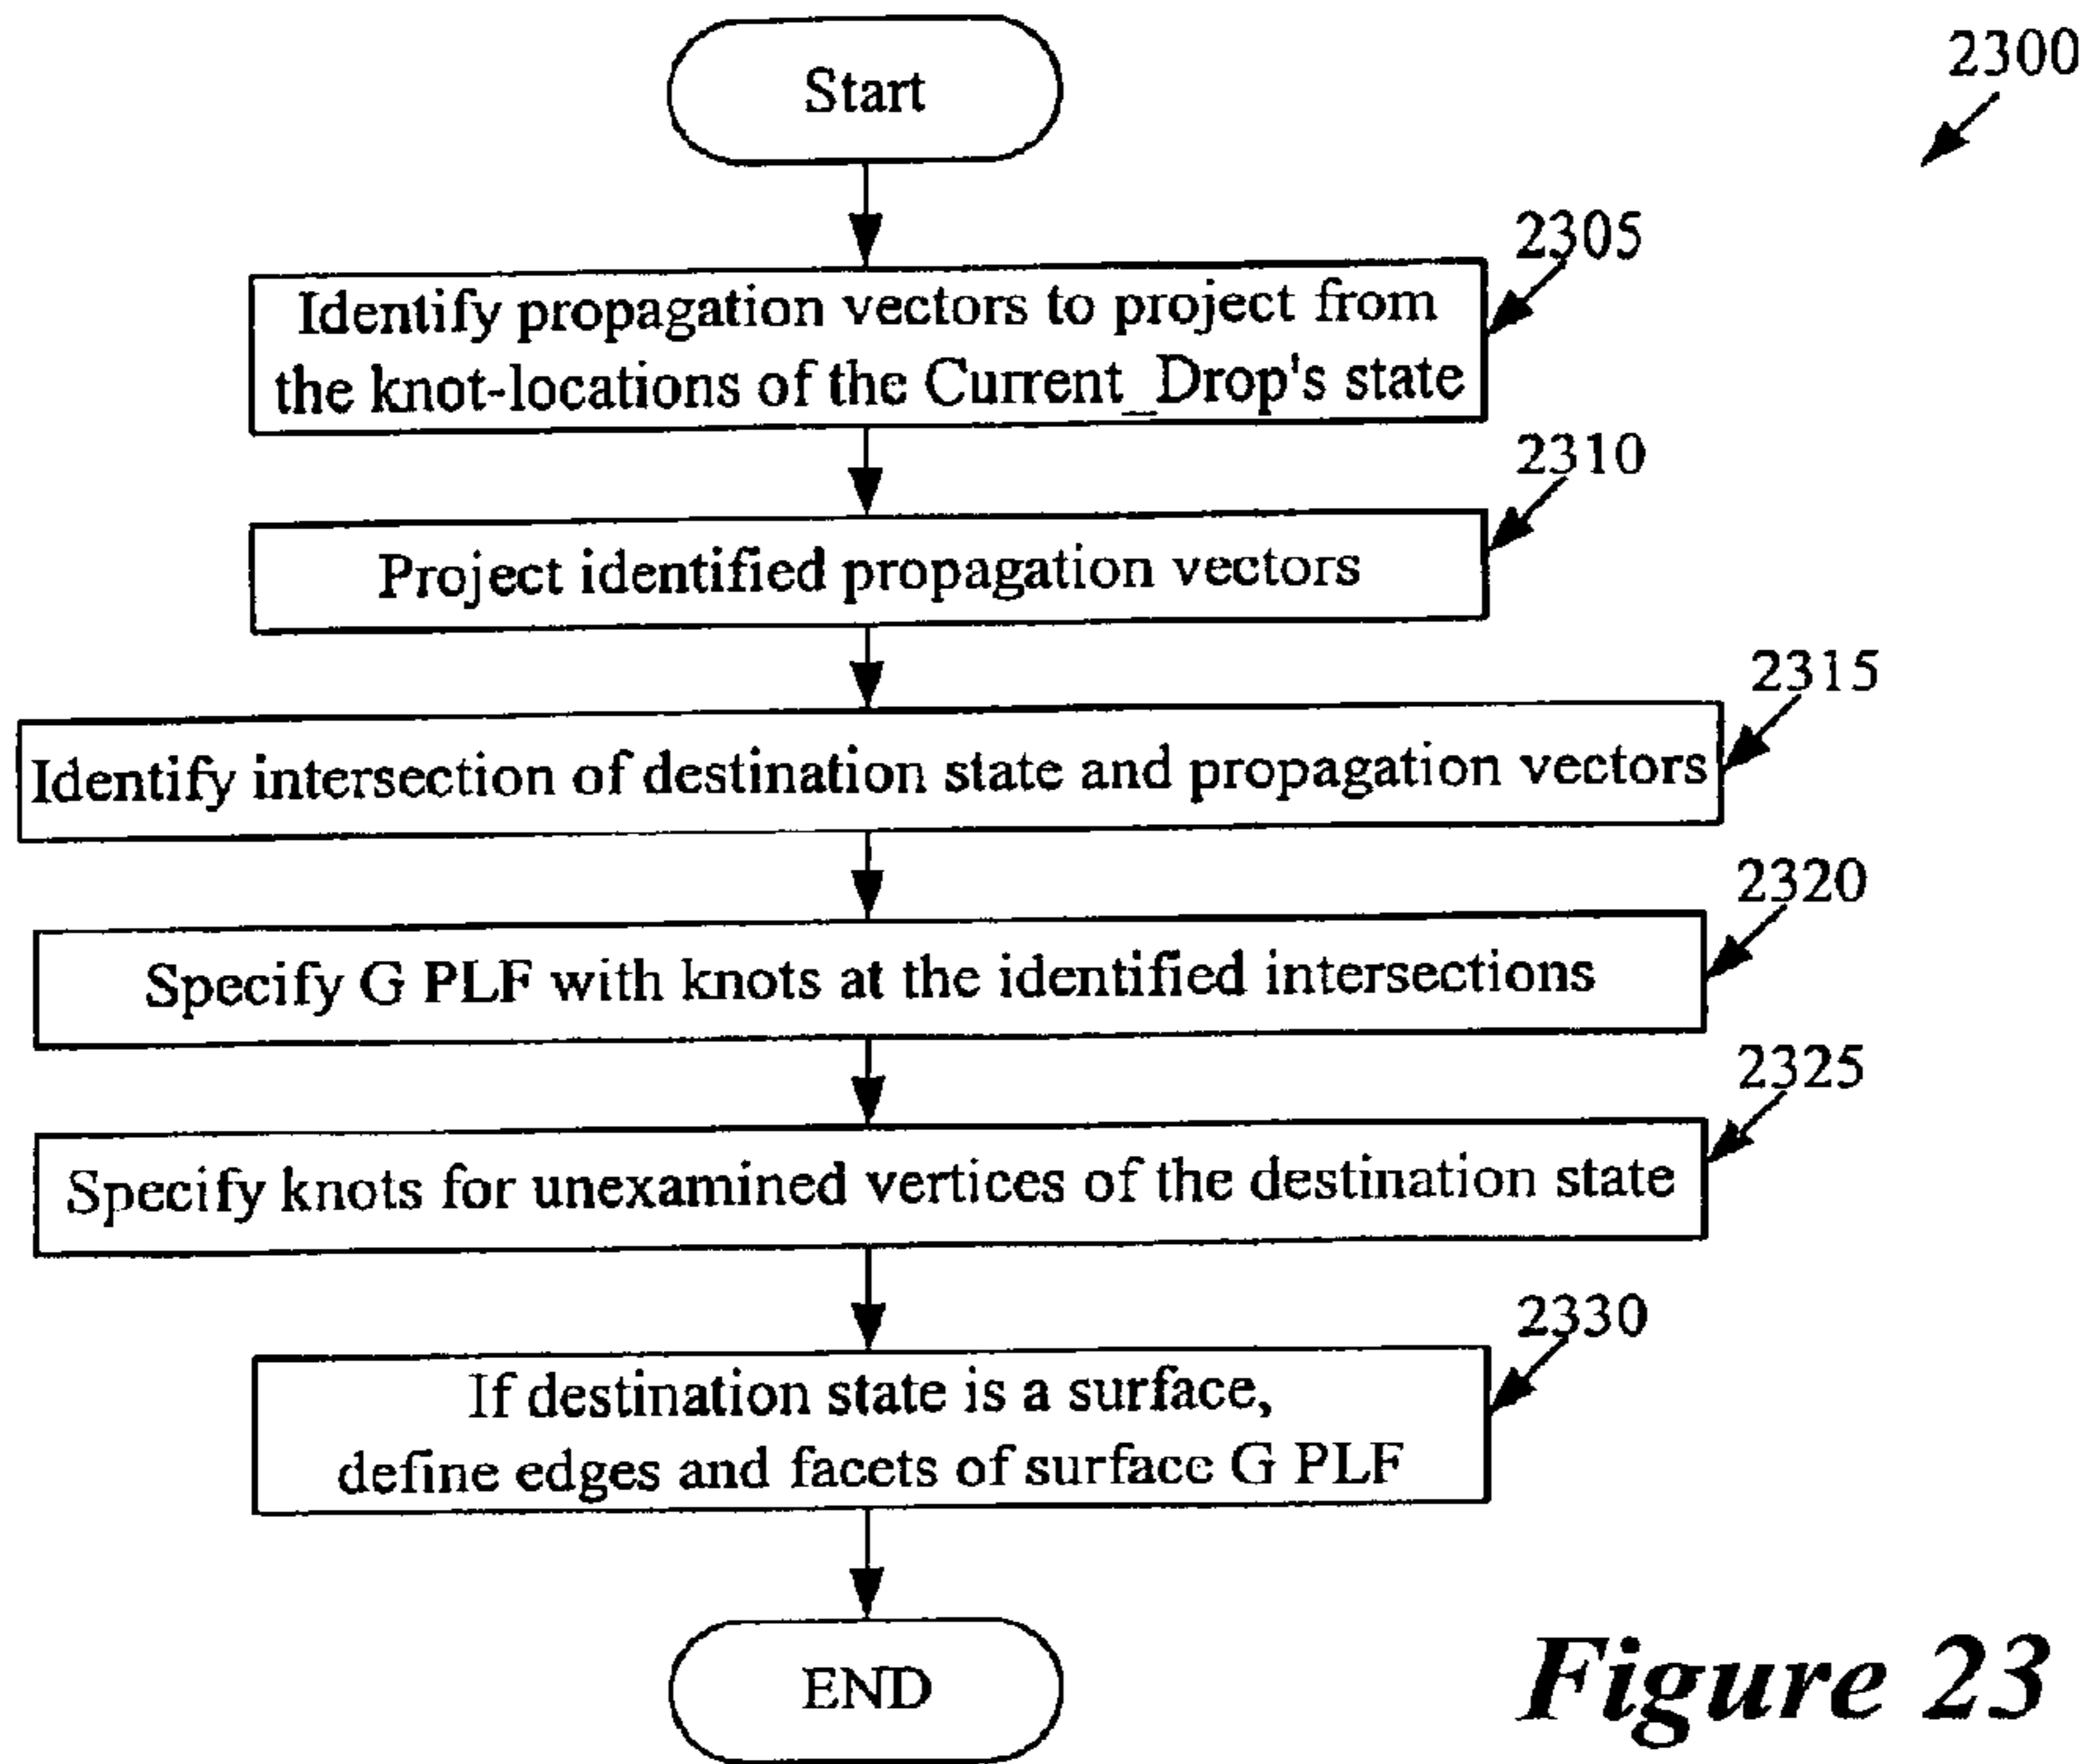 Start
2300
2305
Identify propagation vectors to project from
the knot-locations of the Current_Drop's state
2310
Project identified propagation vectors
2315
Identify intersection of destination state and propagation vectors
2320
Specify G PLF with knots at the identified intersections
2325
Specify knots for unexamined vertices of the destination state
2330
If destination state is a surface,
define edges and facets of surface G PLF
END
Figure 23